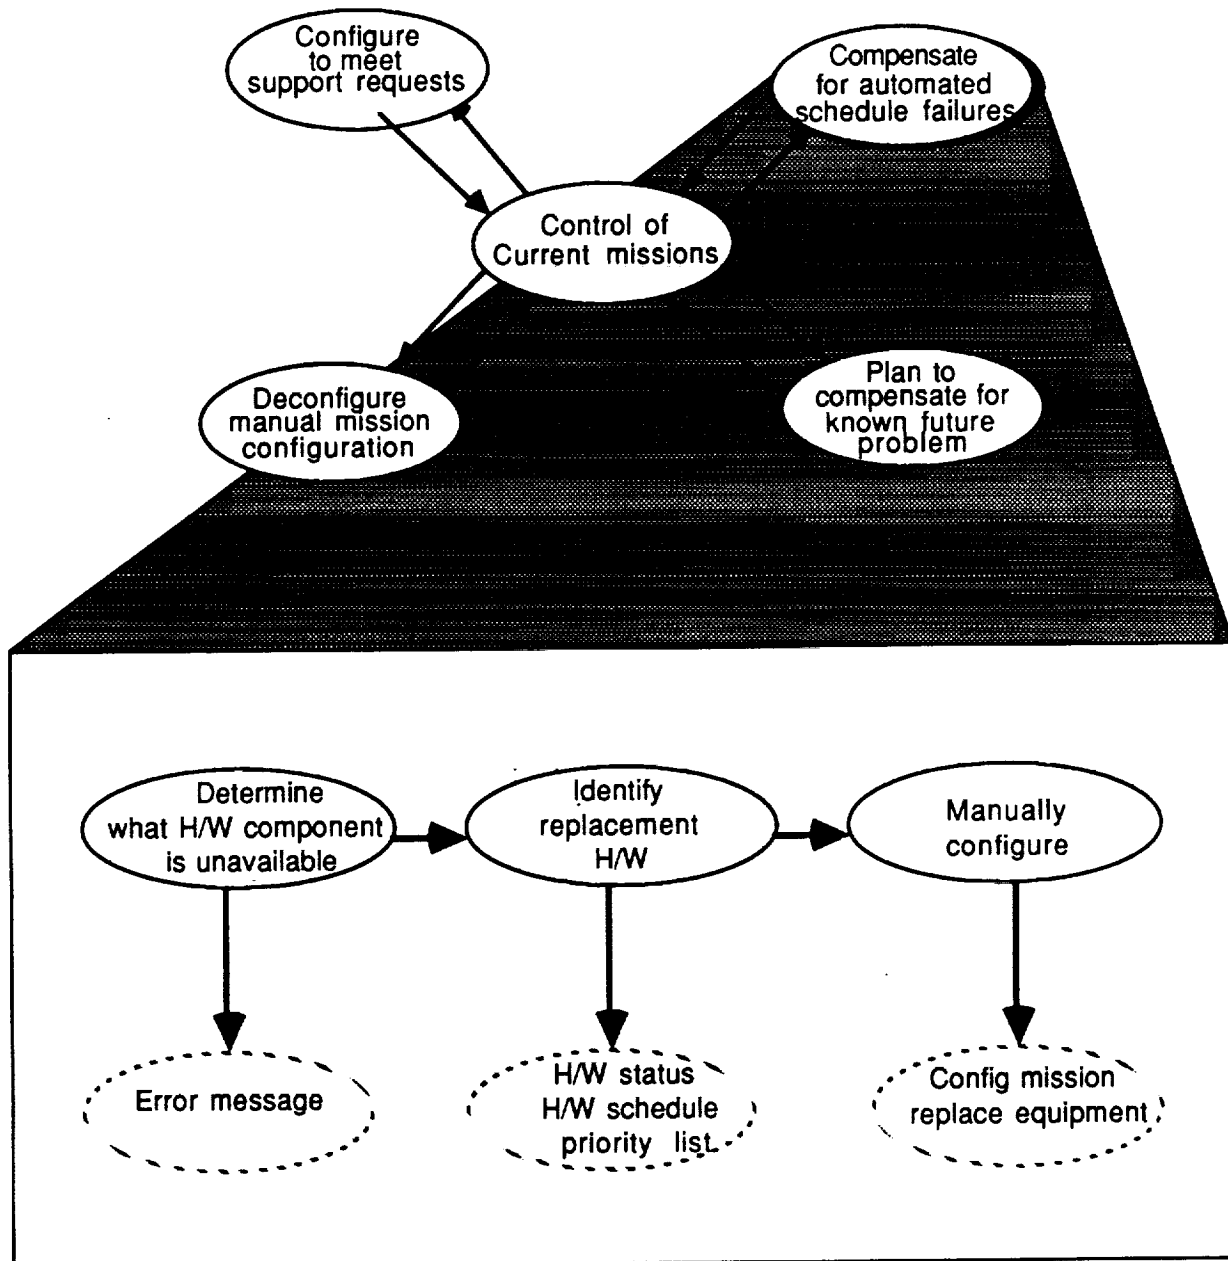 Configure
to meet
support requests
Compensate
for automated
schedule failures
Control of
Current missions
Deconfigure
manual mission
configuration
Plan to
compensate for
known future
problem
Determine
what H/W component
is unavailable
Identify
replacement
H/W
Manually
configure
Error message
H/W status
H/W schedule
priority list
Config mission
replace equipment